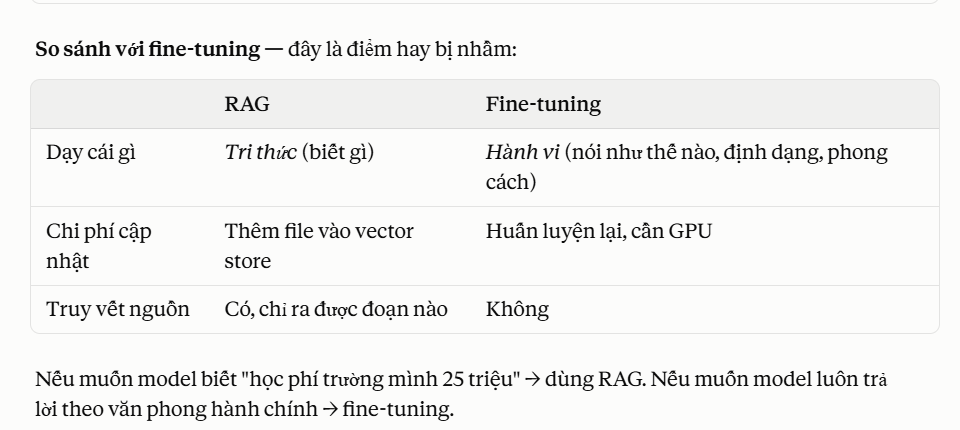 So sánh với fine-tuning — đây là điểm hay bị nhầm:
RAG Fine-tuning
Dạy cái gì Tri thức (biết gì) Hành vi (nói như thế nào, định dạng, phong
cách)
Chi phí cập Thêm file vào vector Huấn luyện lại, cần GPU
nhật store
Truy vết nguồn Có, chỉ ra được đoạn nào Không
Nếu muốn model biết "học phí trường mình 25 triệu" → dùng RAG. Nếu muốn model luôn trả
lời theo văn phong hành chính → fine-tuning.